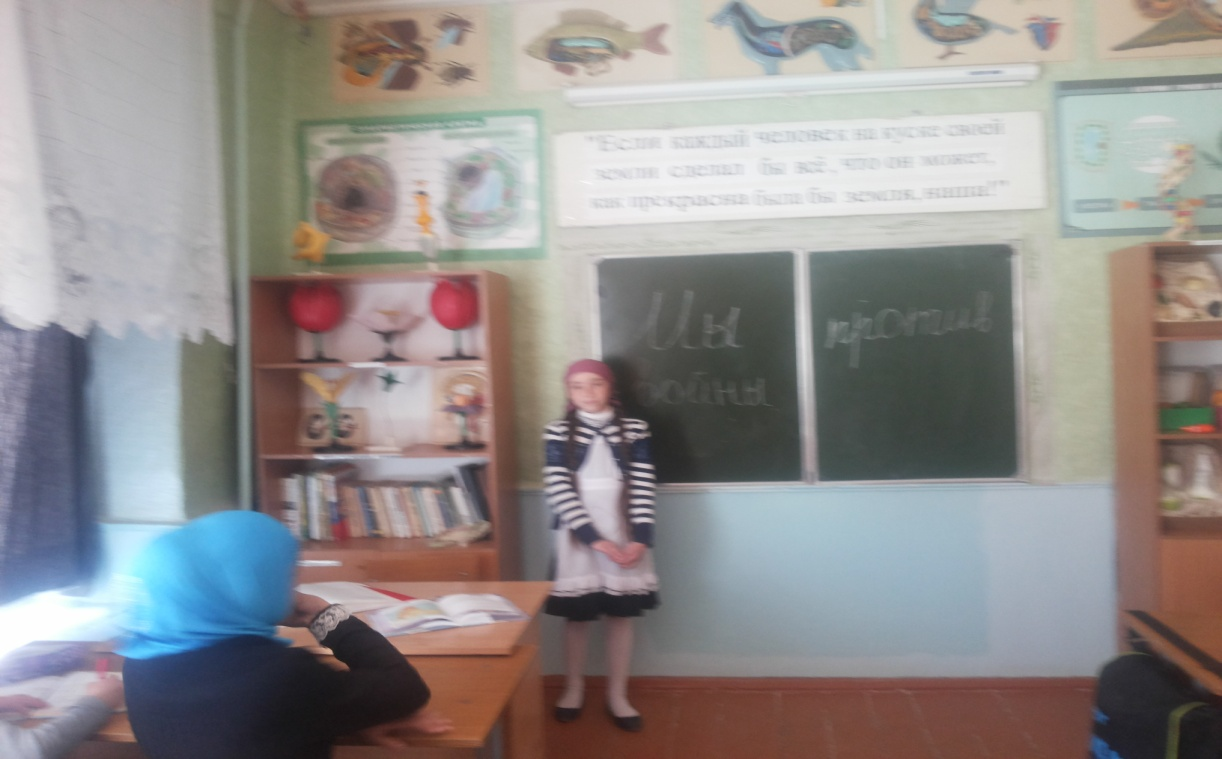 "Если каждый человек на куске своей
земли сделал бы всё, что он может,
как прекрасна была бы земля, наша!"
Мы против
войны